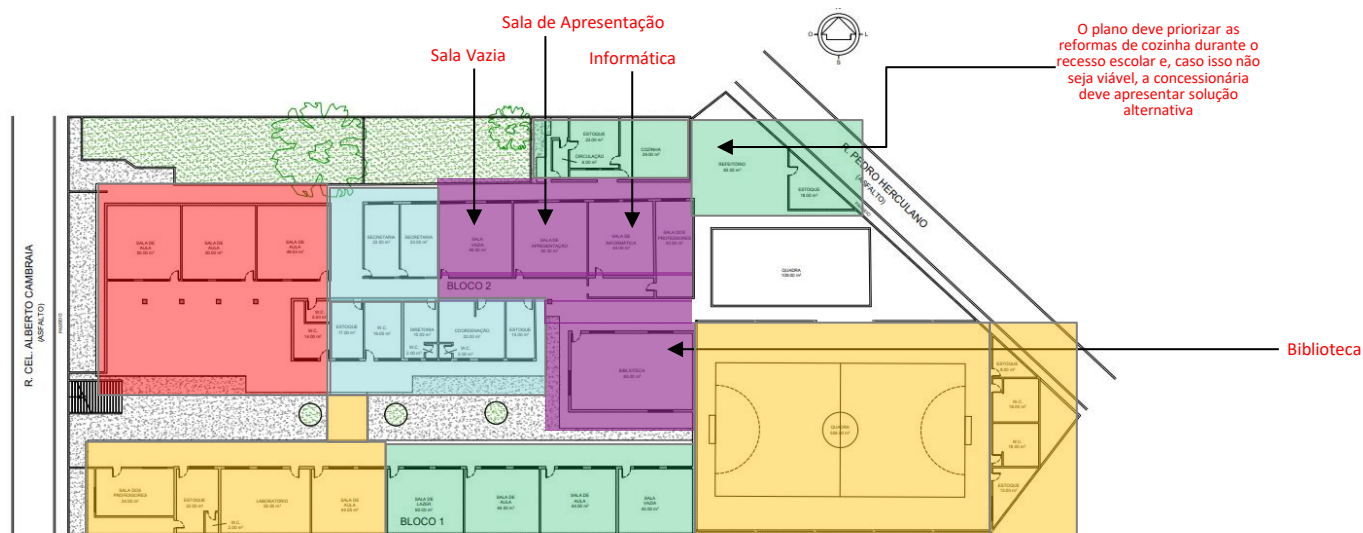 Sala de Apresentação
Sala Vazia
Informática
O plano deve priorizar as
reformas de cozinha durante o
recesso escolar e, caso isso não
seja viável, a concessionária
deve apresentar solução
alternativa
O
L
S
R. CEL. ALBERTO CAMBRAIA
(ASFALTO)
PASSEIO
R. PEDRO HERCULANO
(ASFALTO)
PASSEIO
ESTOQUE
CIRCULAÇÃO
COZINHA
REFEITÓRIO
ESTOQUE
SALA DE
AULA
SALA DE
AULA
SALA DE
AULA
SECRETARIA
SECRETARIA
SALA
VAZIA
SALA DE
APRESENTAÇÃO
SALA DE
INFORMÁTICA
SALA DOS
PROFESSORES
BLOCO 2
QUADRA
W.C.
W.C.
ESTOQUE
W.C.
DIRETORIA
COORDENAÇÃO
ESTOQUE
W.C.
W.C.
BIBLIOTECA
Biblioteca
QUADRA
ESTOQUE
W.C.
W.C.
ESTOQUE
SALA DOS
PROFESSORES
ESTOQUE
LABORATÓRIO
W.C.
SALA DE
AULA
SALA DE
LAZER
SALA DE
AULA
SALA DE
AULA
SALA
VAZIA
BLOCO 1